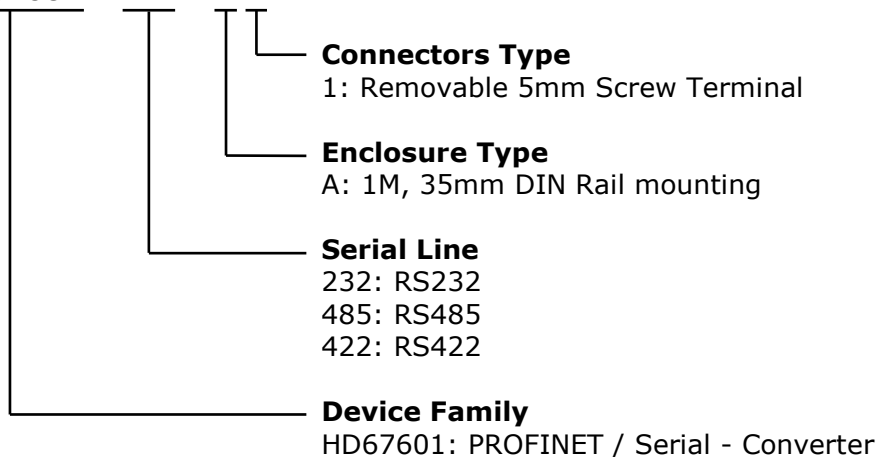 Connectors Type
1: Removable 5mm Screw Terminal
Enclosure Type
A: 1M, 35mm DIN Rail mounting
Serial Line
232: RS232
485: RS485
422: RS422
Device Family
HD67601: PROFINET / Serial - Converter